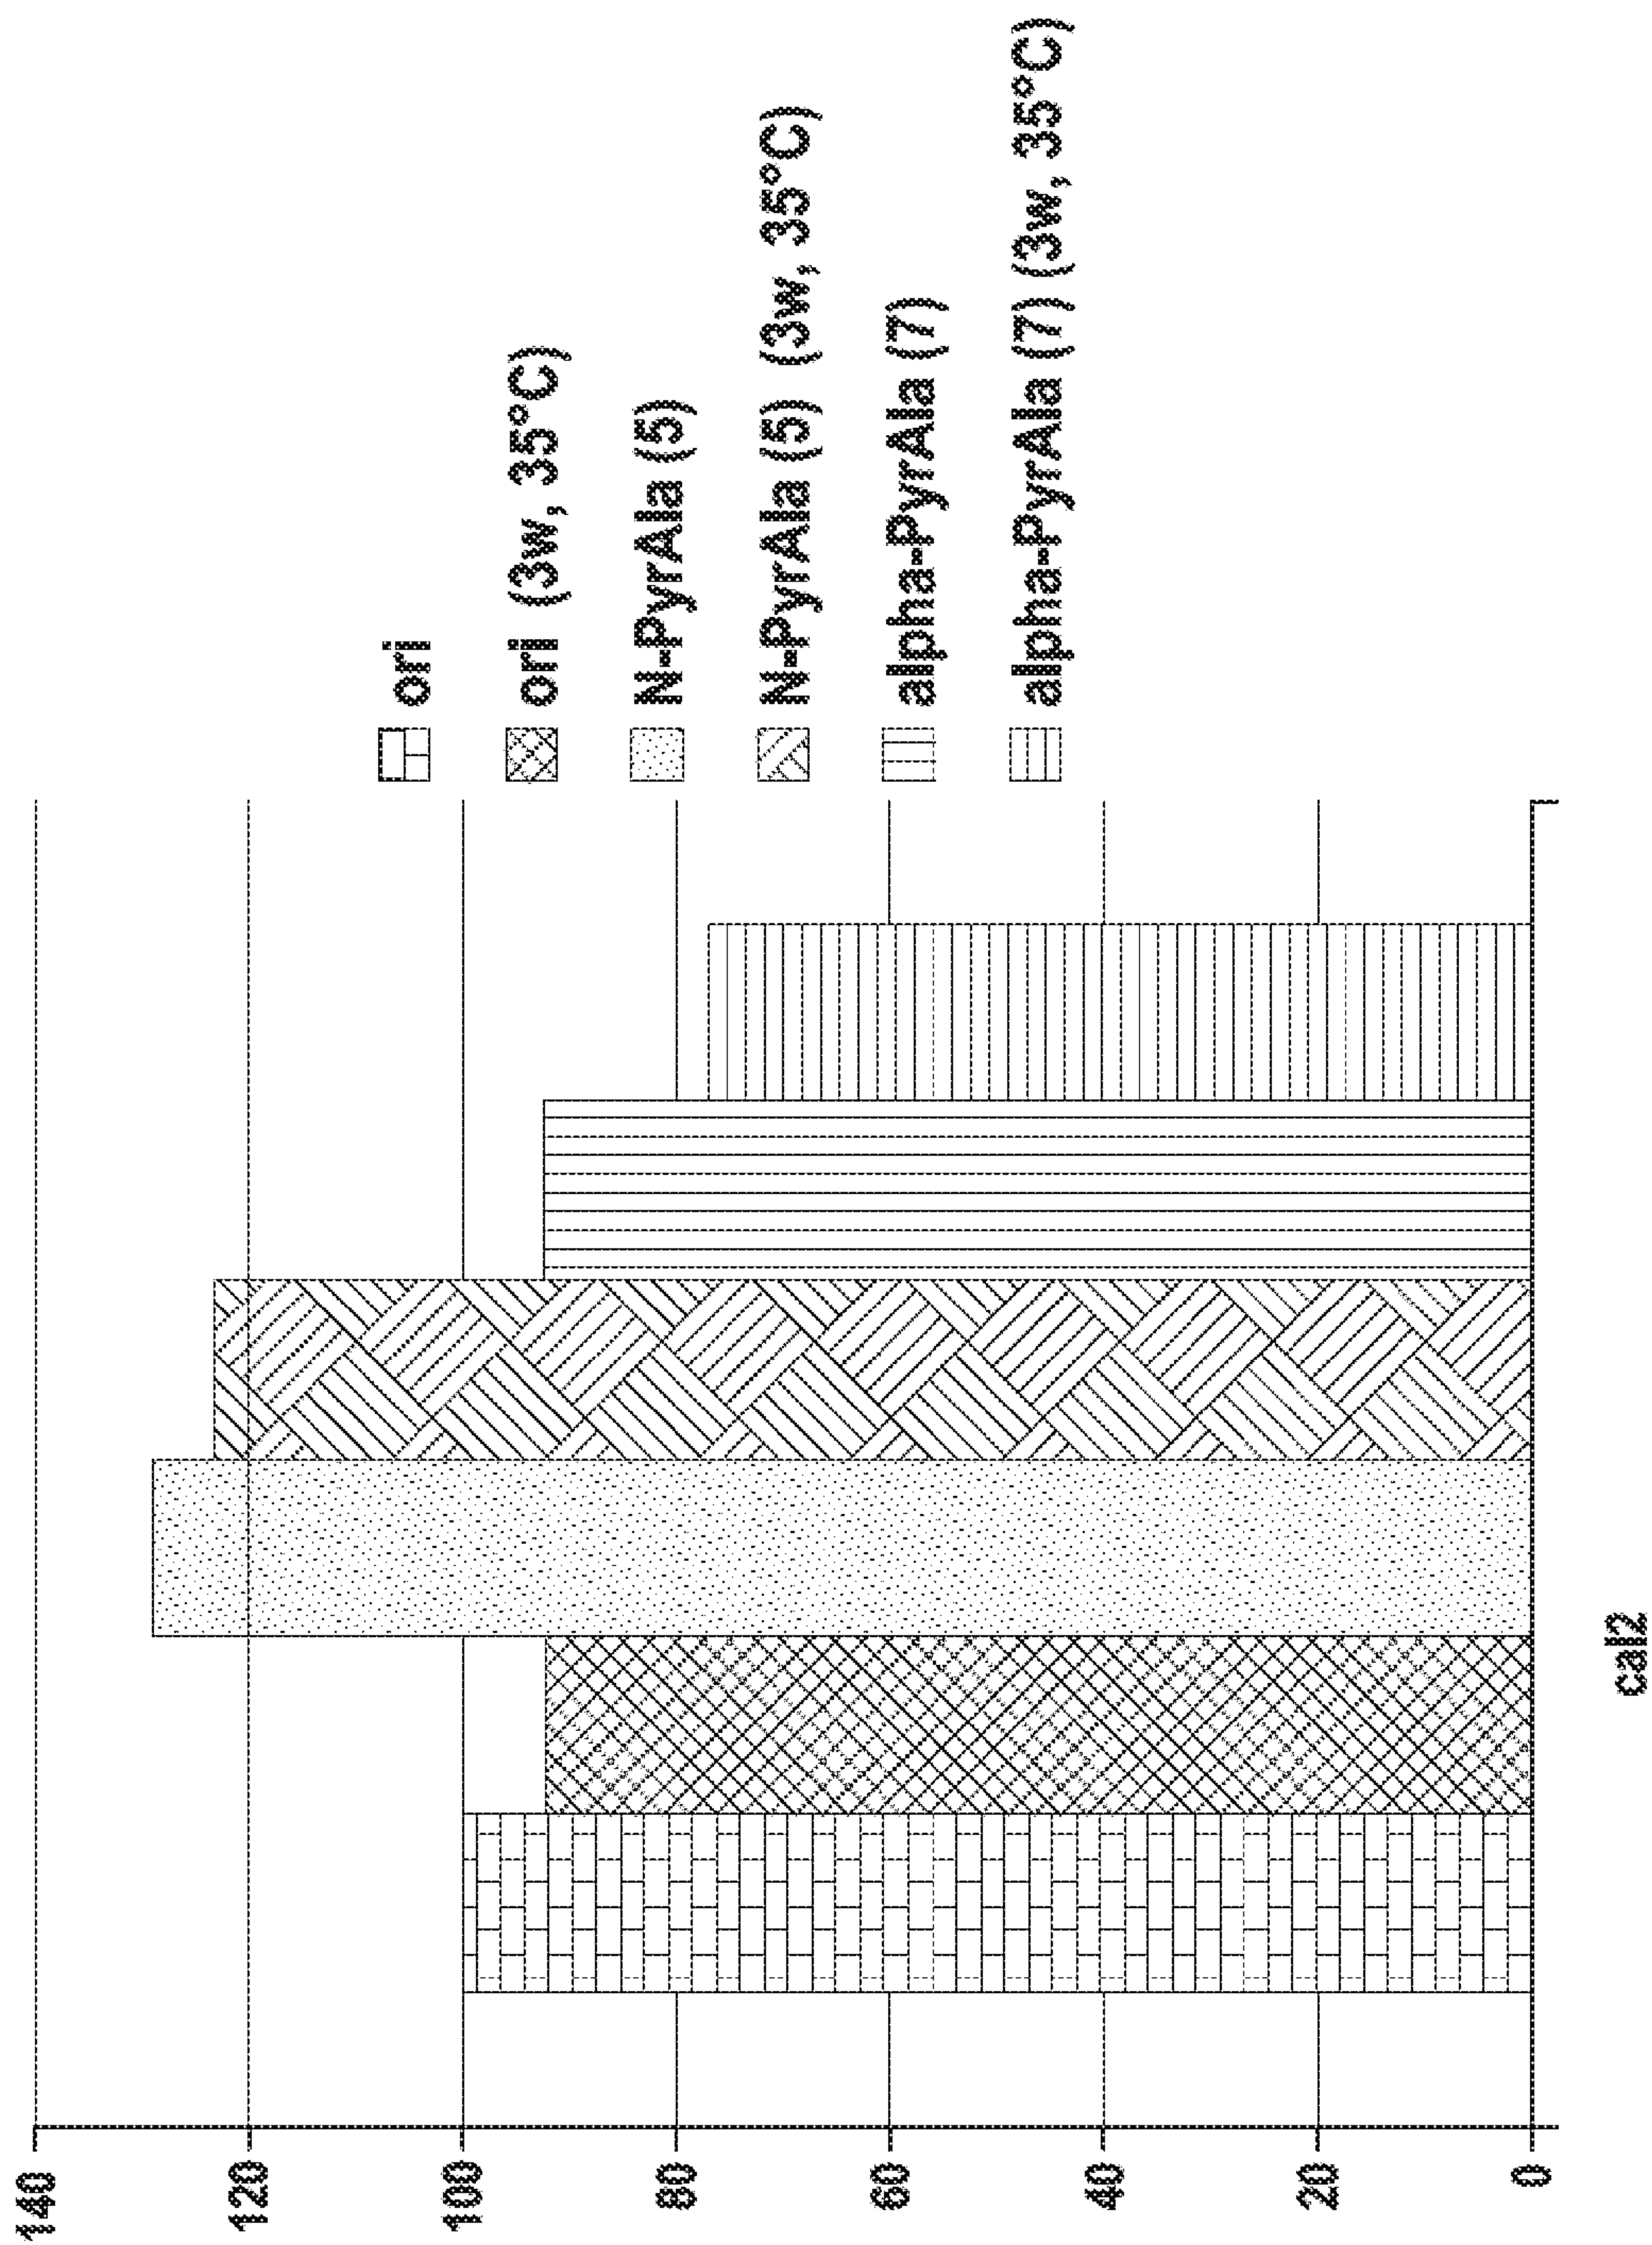 140
120
100
80
60
40
20
0
cal2
ori
ori (3w, 35°C)
N-PyrAla (5)
N-PyrAla (5) (3w, 35°C)
alpha-PyrAla (7)
alpha-PyrAla (7) (3w, 35°C)